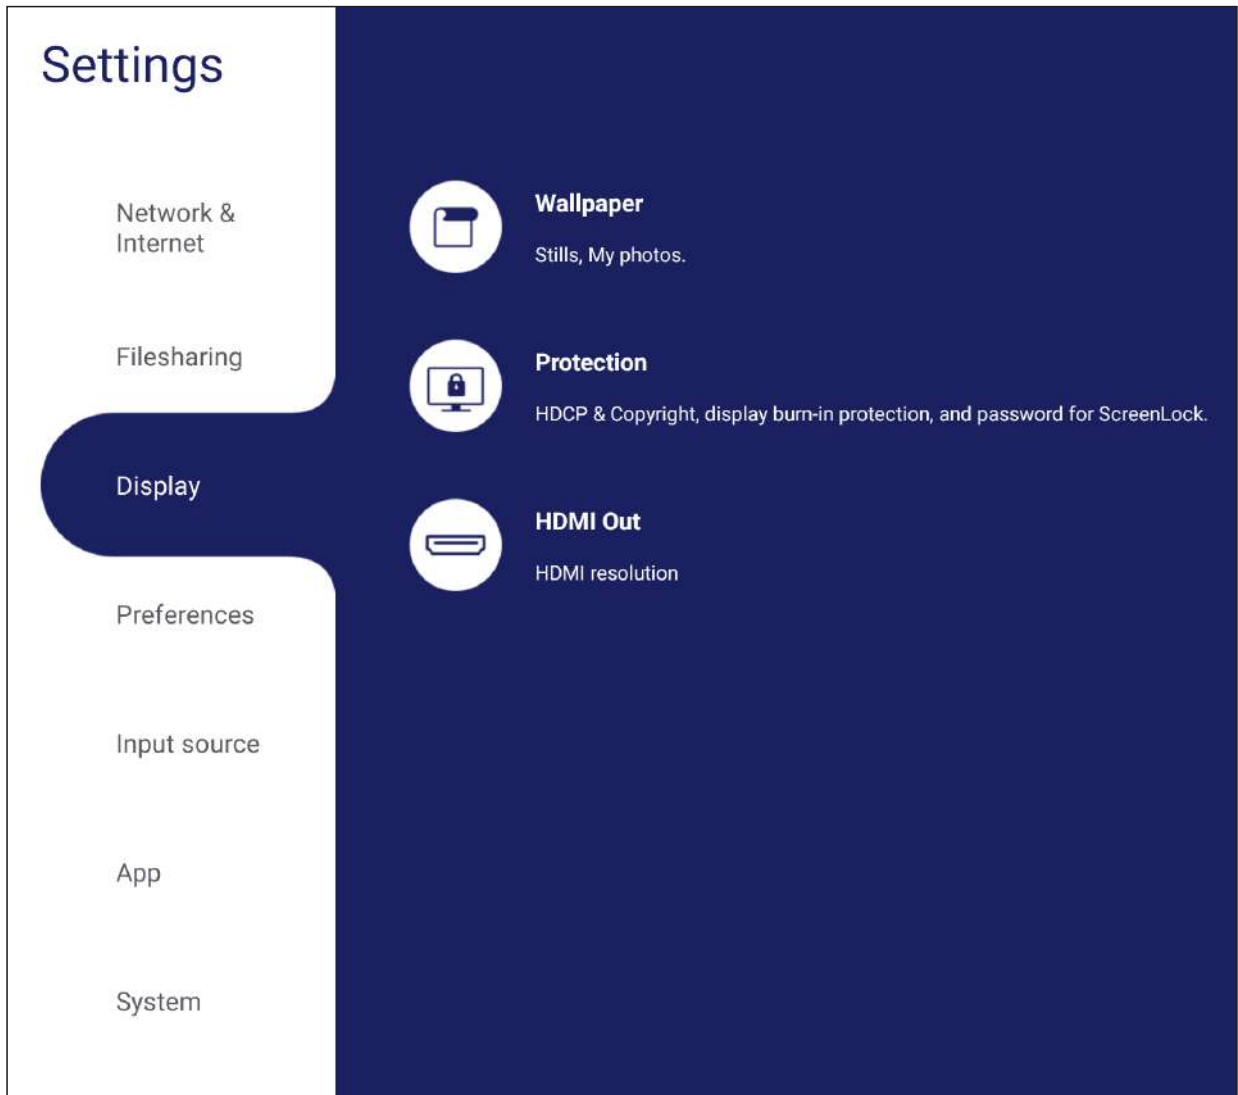 Settings
Network &
Internet
Filesharing
Display
Preferences
Input source
App
System
Wallpaper
Stills, My photos.
Protection
HDCP & Copyright, display burn-in protection, and password for ScreenLock.
HDMI Out
HDMI resolution